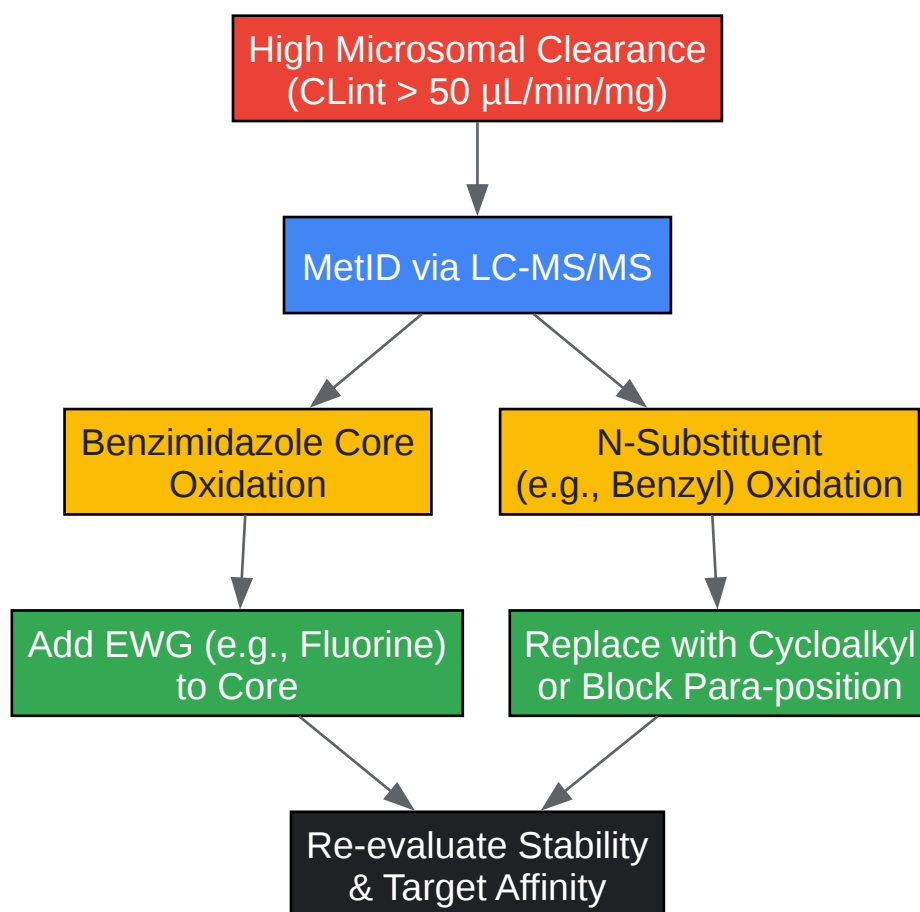 High Microsomal Clearance
(CLint > 50 µL/min/mg)
MetID via LC-MS/MS
Benzimidazole Core
Oxidation
N-Substituent
(e.g., Benzyl) Oxidation
Add EWG (e.g., Fluorine)
to Core
Replace with Cycloalkyl
or Block Para-position
Re-evaluate Stability
& Target Affinity